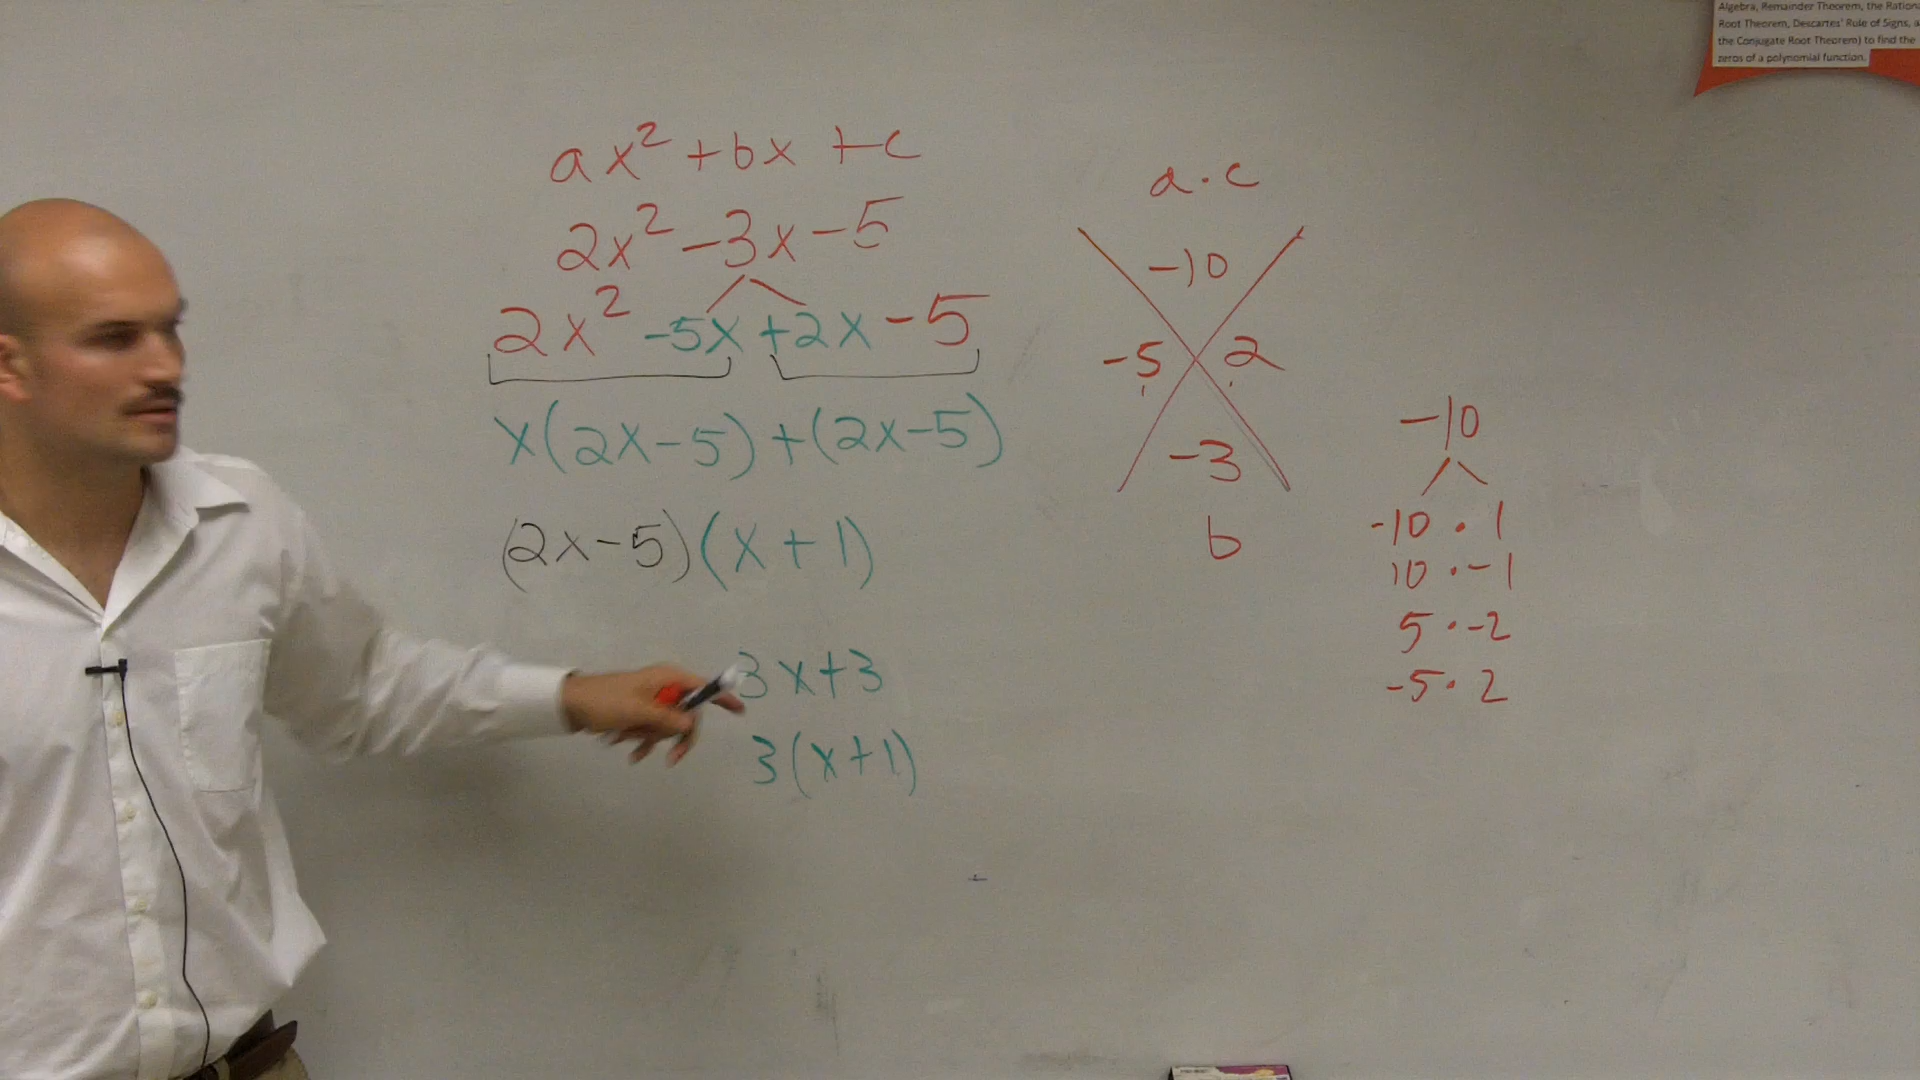 Algebra, Remainder Theorem, the Rational
Root Theorem, Descartes' Rule of Signs, a
the Conjugate Root Theorem) to find the
zeros of a polynomial function.
ax² + bx + c
2x² - 3x - 5
2x² - 5x + 2x - 5
x(2x - 5) + (2x - 5)
(2x - 5)(x + 1)
3x + 3
3(x + 1)
a · c
-10
-5 2
-3
b
-10
-10 · 1
10 · -1
5 · -2
-5 · 2